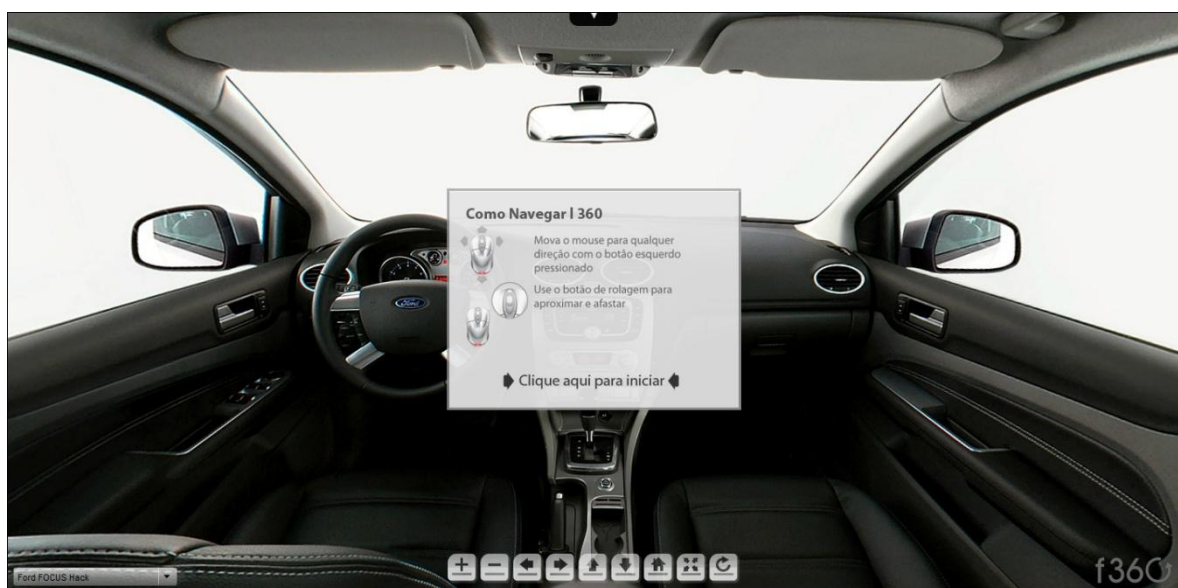 Como Navegar | 360
Mova o mouse para qualquer
direção com o botão esquerdo
pressionado
Use o botão de rolagem para
aproximar e afastar
Clique aqui para iniciar
Ford
Ford FOCUS Hack
f360